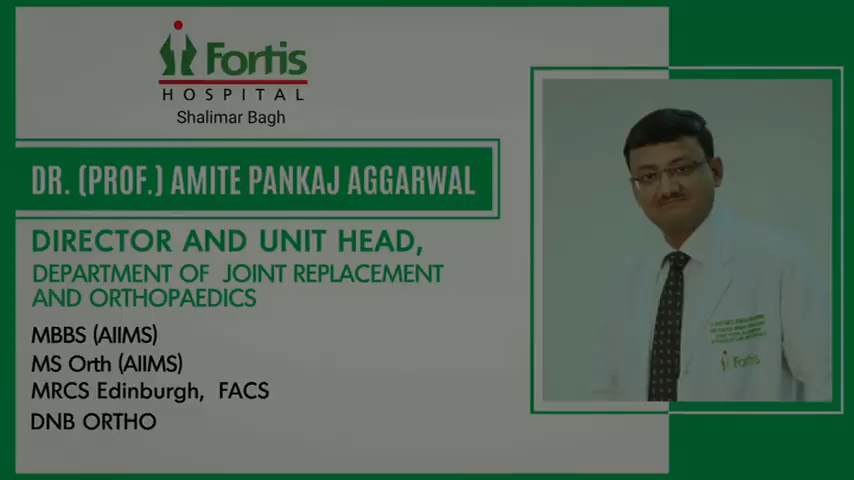 Fortis
HOSPITAL
Shalimar Bagh
DR. (PROF.) AMITE PANKAJ AGGARWAL
DIRECTOR AND UNIT HEAD,
DEPARTMENT OF JOINT REPLACEMENT
AND ORTHOPAEDICS
MBBS (AIIMS)
MS Orth (AIIMS)
MRCS Edinburgh, FACS
DNB ORTHO
Fortis